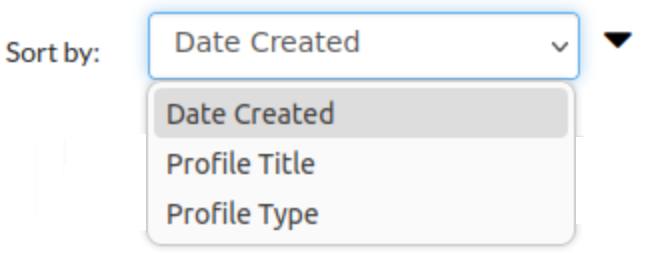 Sort by: Date Created
Date Created
Profile Title
Profile Type